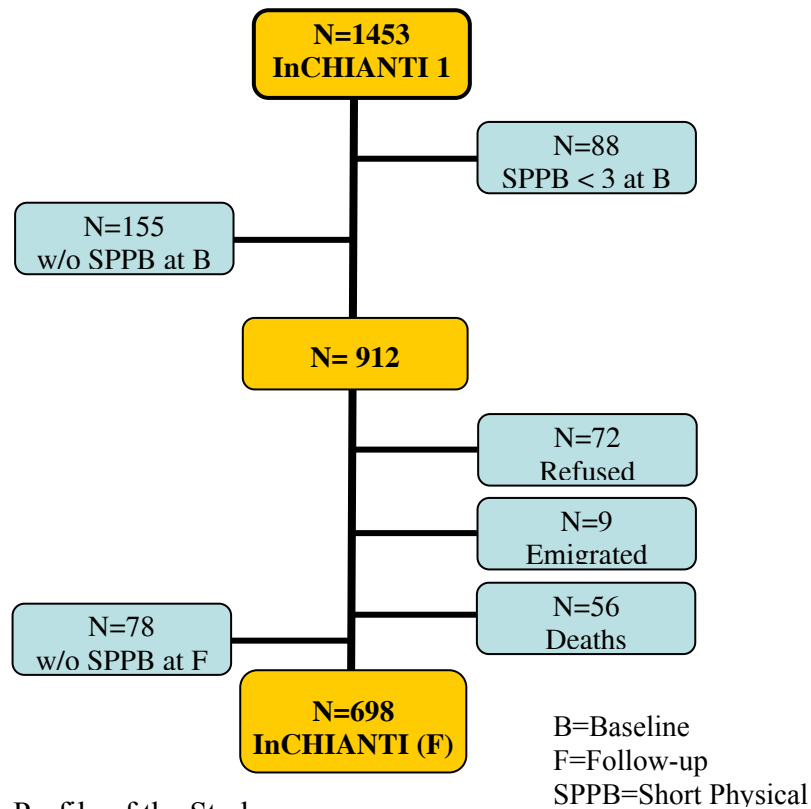 N=1453
InCHIANTI 1
N=88
SPPB < 3 at B
N=155
w/o SPPB at B
N= 912
N=72
Refused
N=9
Emigrated
N=56
Deaths
N=78
w/o SPPB at F
N=698
InCHIANTI (F)
B=Baseline
F=Follow-up
SPPB=Short Physical